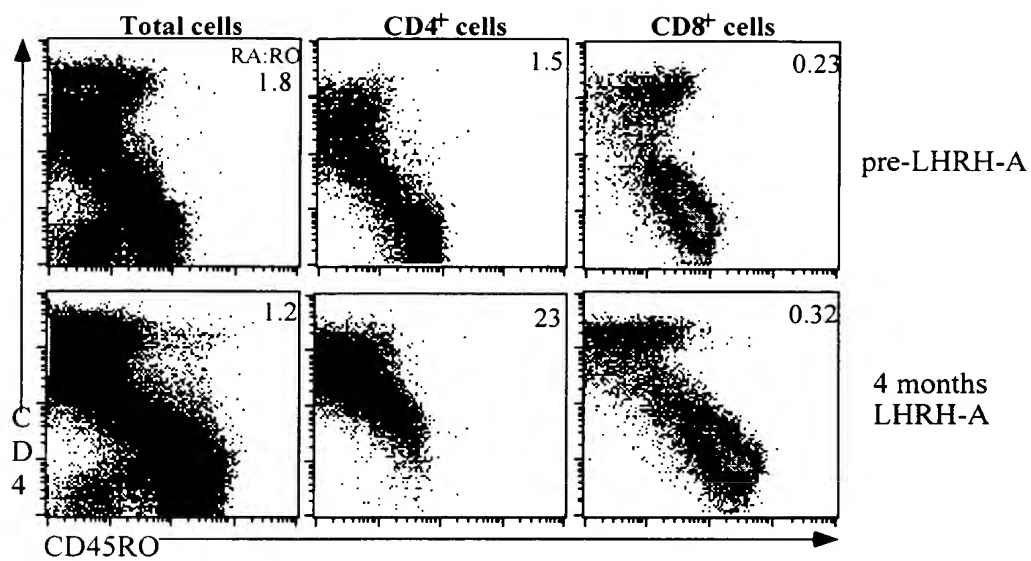 Total cells
CD4+ cells
CD8+ cells
RA:RO
1.8
1.5
0.23
pre-LHRH-A
1.2
23
0.32
4 months
LHRH-A
C
D
4
CD45RO